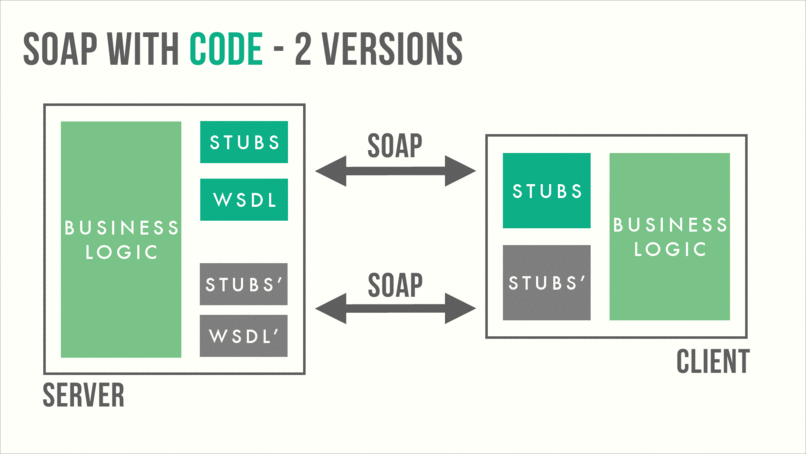 SOAP WITH CODE - 2 VERSIONS
STUBS
WSDL
BUSINESS
LOGIC
STUBS’
WSDL’
SERVER
SOAP
SOAP
STUBS
STUBS’
BUSINESS
LOGIC
CLIENT